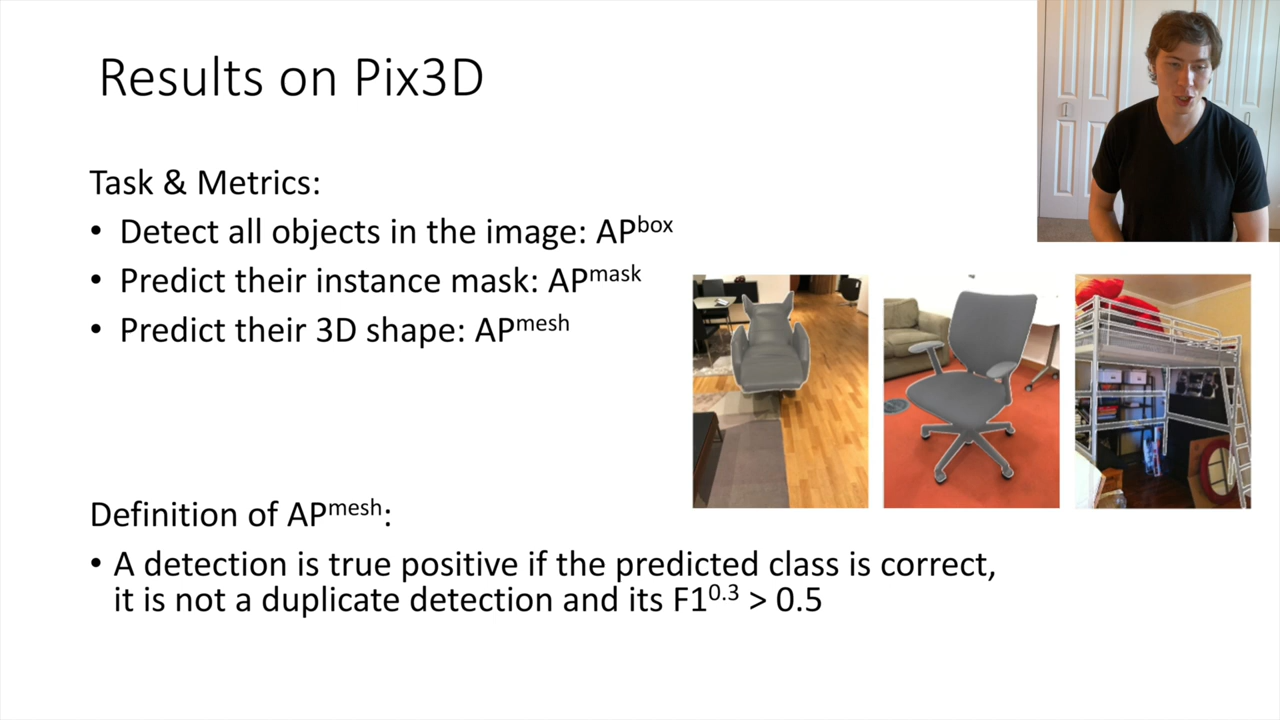 Results on Pix3D
Task & Metrics:
• Detect all objects in the image: AP^box
• Predict their instance mask: AP^mask
• Predict their 3D shape: AP^mesh
Definition of AP^mesh:
• A detection is true positive if the predicted class is correct,
it is not a duplicate detection and its F1^0.3 > 0.5